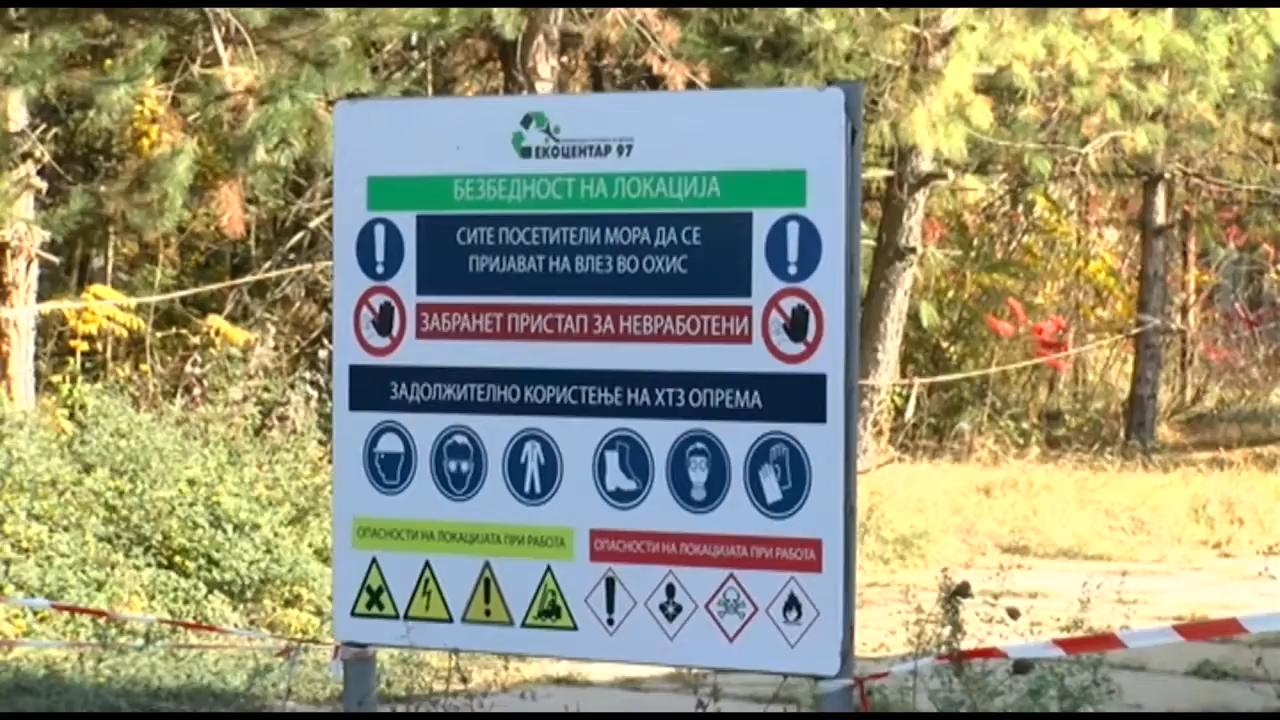 ЕКОЦЕНТАР 97
БЕЗБЕДНОСТ НА ЛОКАЦИЈА
СИТЕ ПОСЕТИТЕЛИ МОРА ДА СЕ
ПРИЈАВАТ НА ВЛЕЗ ВО ОХИС
ЗАБРАНЕТ ПРИСТАП ЗА НЕВРАБОТЕНИ
ЗАДОЛЖИТЕЛНО КОРИСТЕЊЕ НА ХТЗ ОПРЕМА
ОПАСНОСТИ НА ЛОКАЦИЈАТА ПРИ РАБОТА
ОПАСНОСТИ НА ЛОКАЦИЈАТА ПРИ РАБОТА